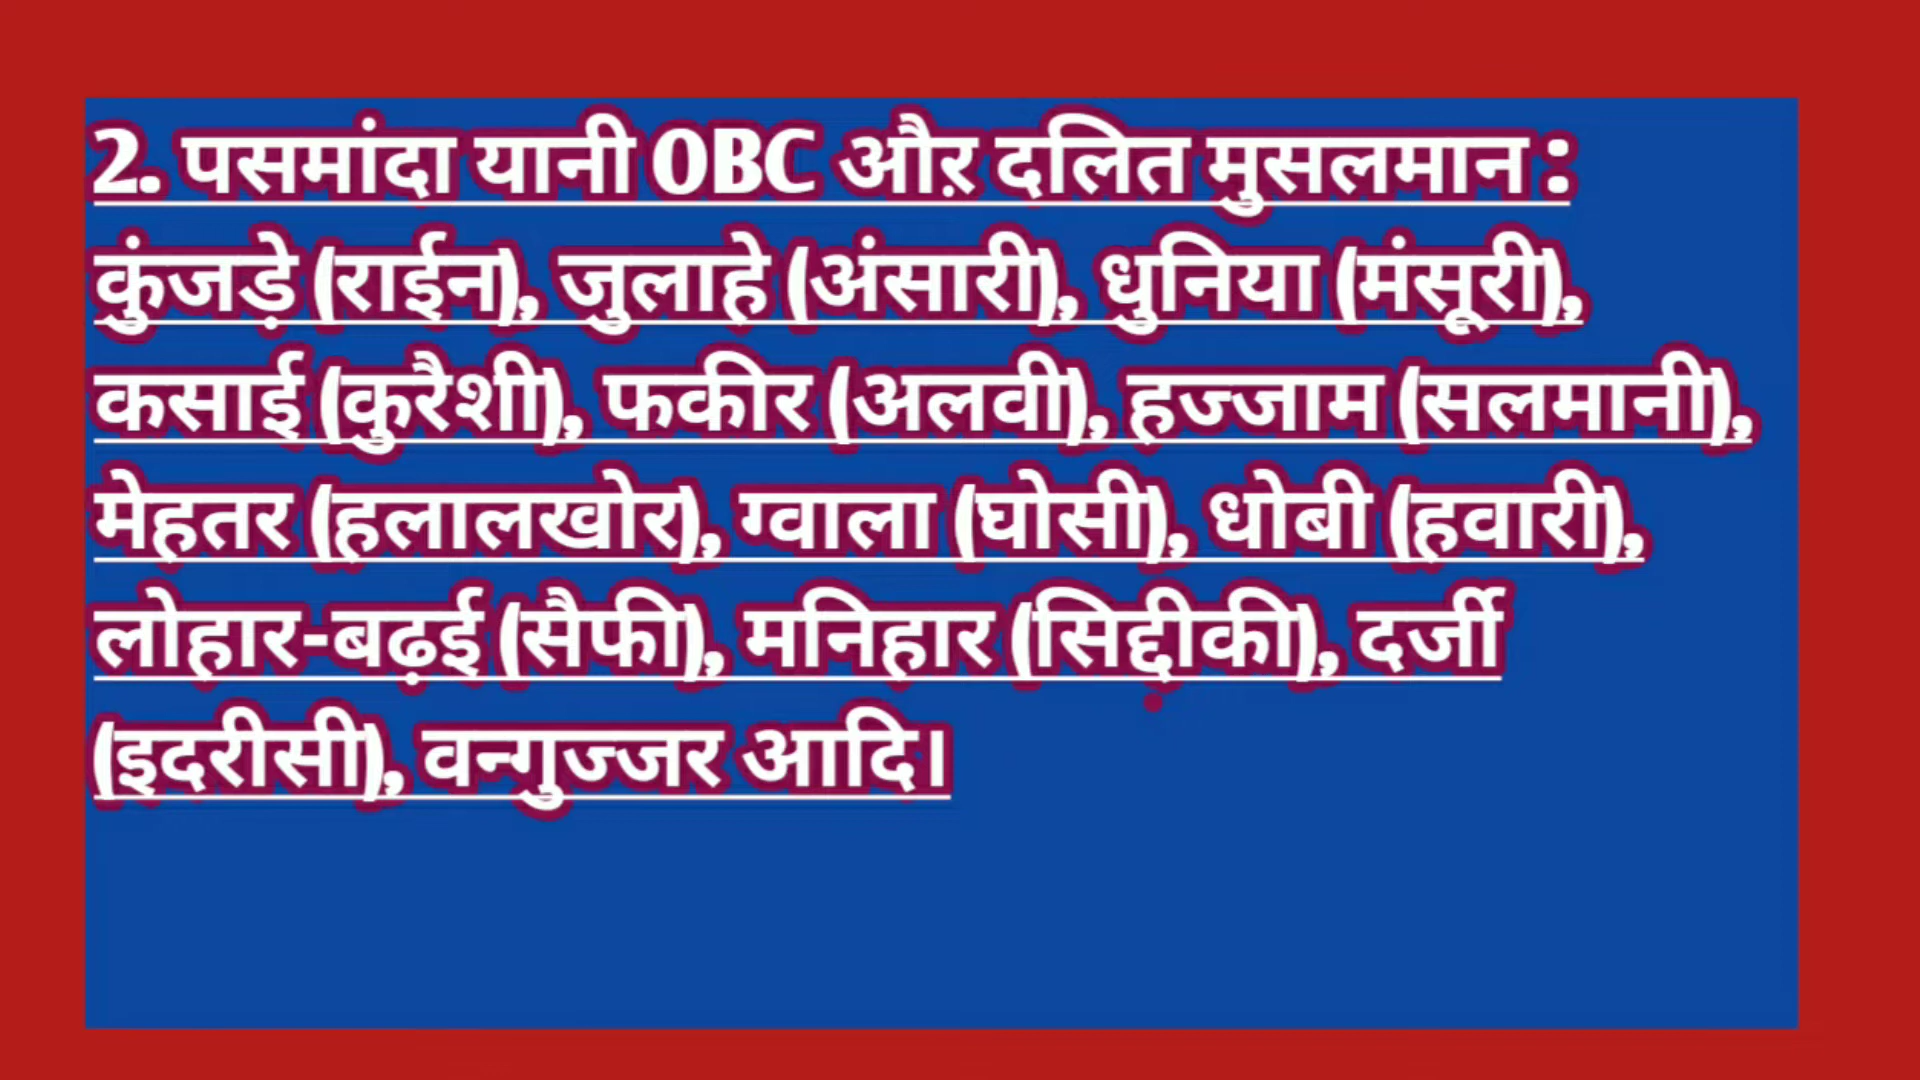 2. पसमांदा यानी OBC और दलित मुसलमान :
कुंजड़े (राईन), जुलाहे (अंसारी), धुनिया (मंसूरी),
कसाई (कुरैशी), फकीर (अलवी), हज्जाम (सलमानी),
मेहतर (हलालखोर), ग्वाला (घोसी), धोबी (हवारी),
लोहार-बढ़ई (सैफी), मनिहार (सिद्दी़की), दर्जी
(इदरीसी), वन्गुज्जर आदि।